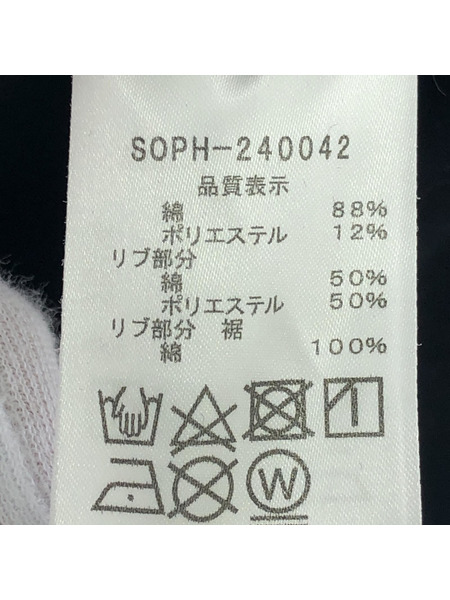 SOPH-240042
品質表示
綿 88%
ポリエステル 12%
リブ部分
綿 50%
ポリエステル 50%
リブ部分 裾
綿 100%
W